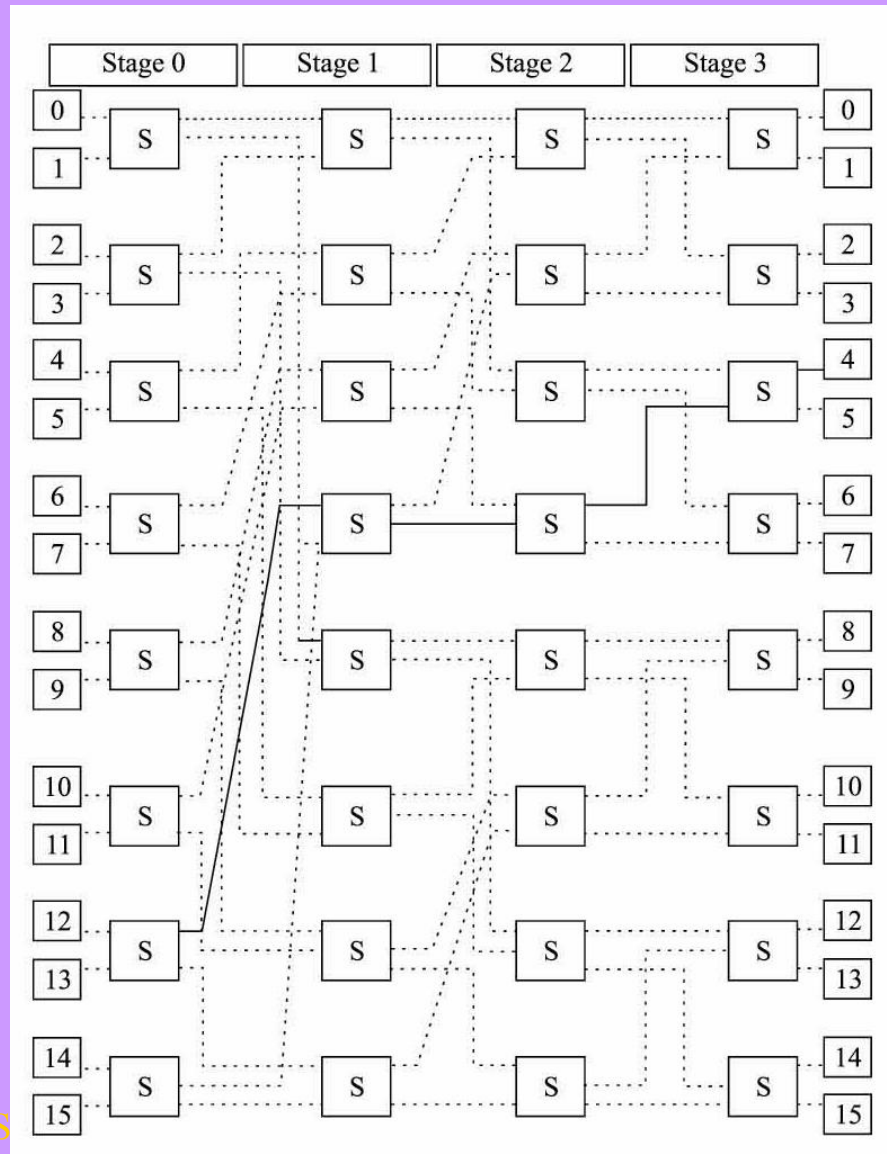 Stage 0 Stage 1 Stage 2 Stage 3
0 S S S S 0
1 1
2 S S S S 2
3 3
4 S S S S 4
5 5
6 S S S S 6
7 7
8 S S S S 8
9 9
10 S S S S 10
11 11
12 S S S S 12
13 13
14 S S S S 14
15 15
S